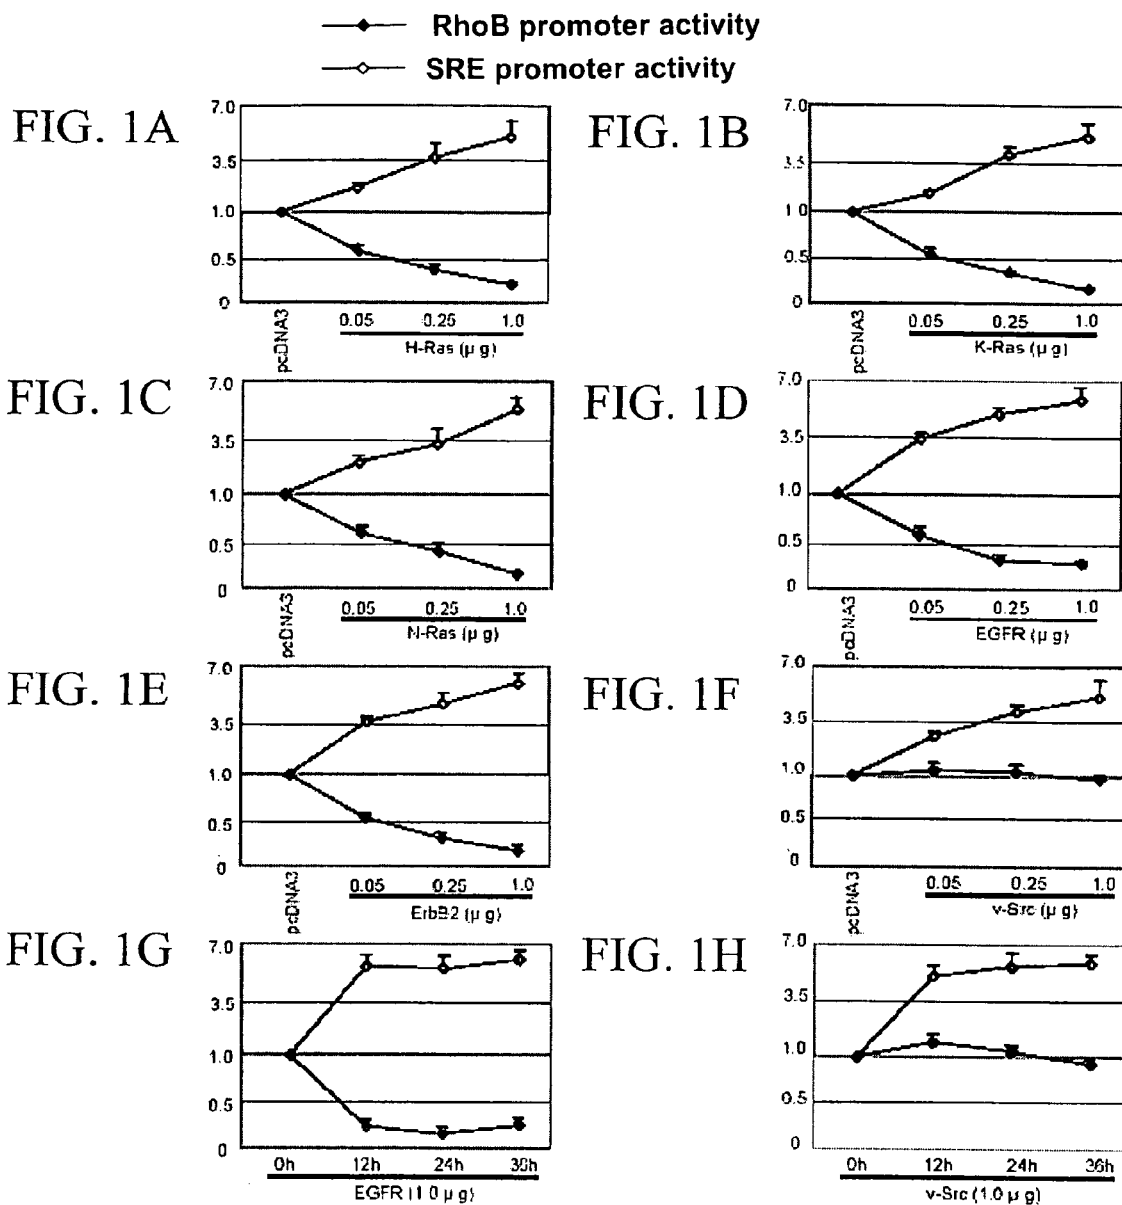 RhoB promoter activity
SRE promoter activity
FIG. 1A
7.0
3.5
1.0
0.5
0
pcDNA3
0.05 0.25 1.0
H-Ras (μ g)
FIG. 1B
7.0
3.5
1.0
0.5
0
pcDNA3
0.05 0.25 1.0
K-Ras (μ g)
FIG. 1C
7.0
3.5
1.0
0.5
0
pcDNA3
0.05 0.25 1.0
N-Ras (μ g)
FIG. 1D
7.0
3.5
1.0
0.5
0
pcDNA3
0.05 0.25 1.0
EGFR (μ g)
FIG. 1E
7.0
3.5
1.0
0.5
0
pcDNA3
0.05 0.25 1.0
ErbB2 (μ g)
FIG. 1F
7.0
3.5
1.0
0.5
0
pcDNA3
0.05 0.25 1.0
v-Src (μ g)
FIG. 1G
7.0
3.5
1.0
0.5
0
0h 12h 24h 36h
EGFR (1.0 μ g)
FIG. 1H
7.0
3.5
1.0
0.5
0
0h 12h 24h 36h
v-Src (1.0 μ g)